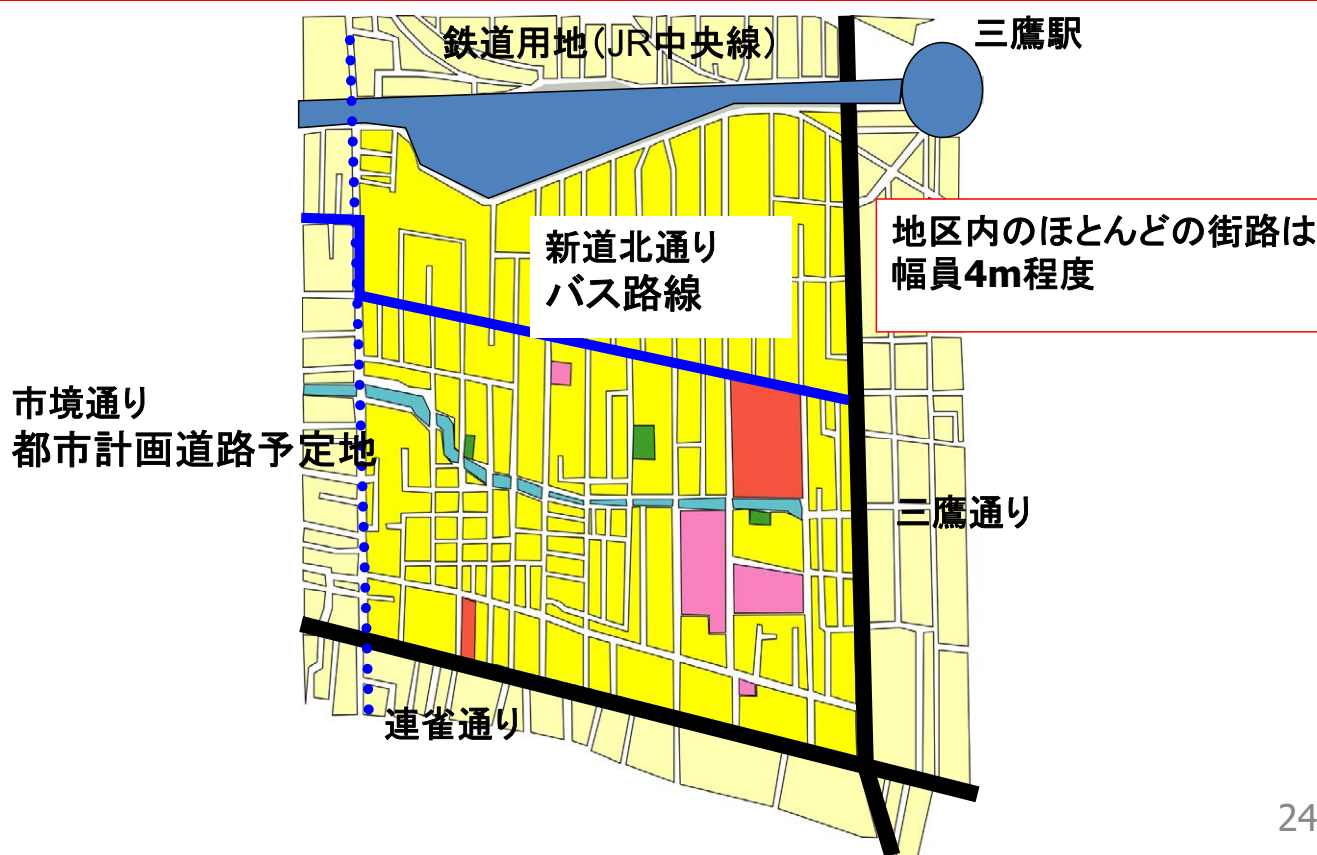 鉄道用地(JR中央線)
三鷹駅
新道北通り
バス路線
地区内のほとんどの街路は
幅員4m程度
市境通り
都市計画道路予定地
三鷹通り
連雀通り
24